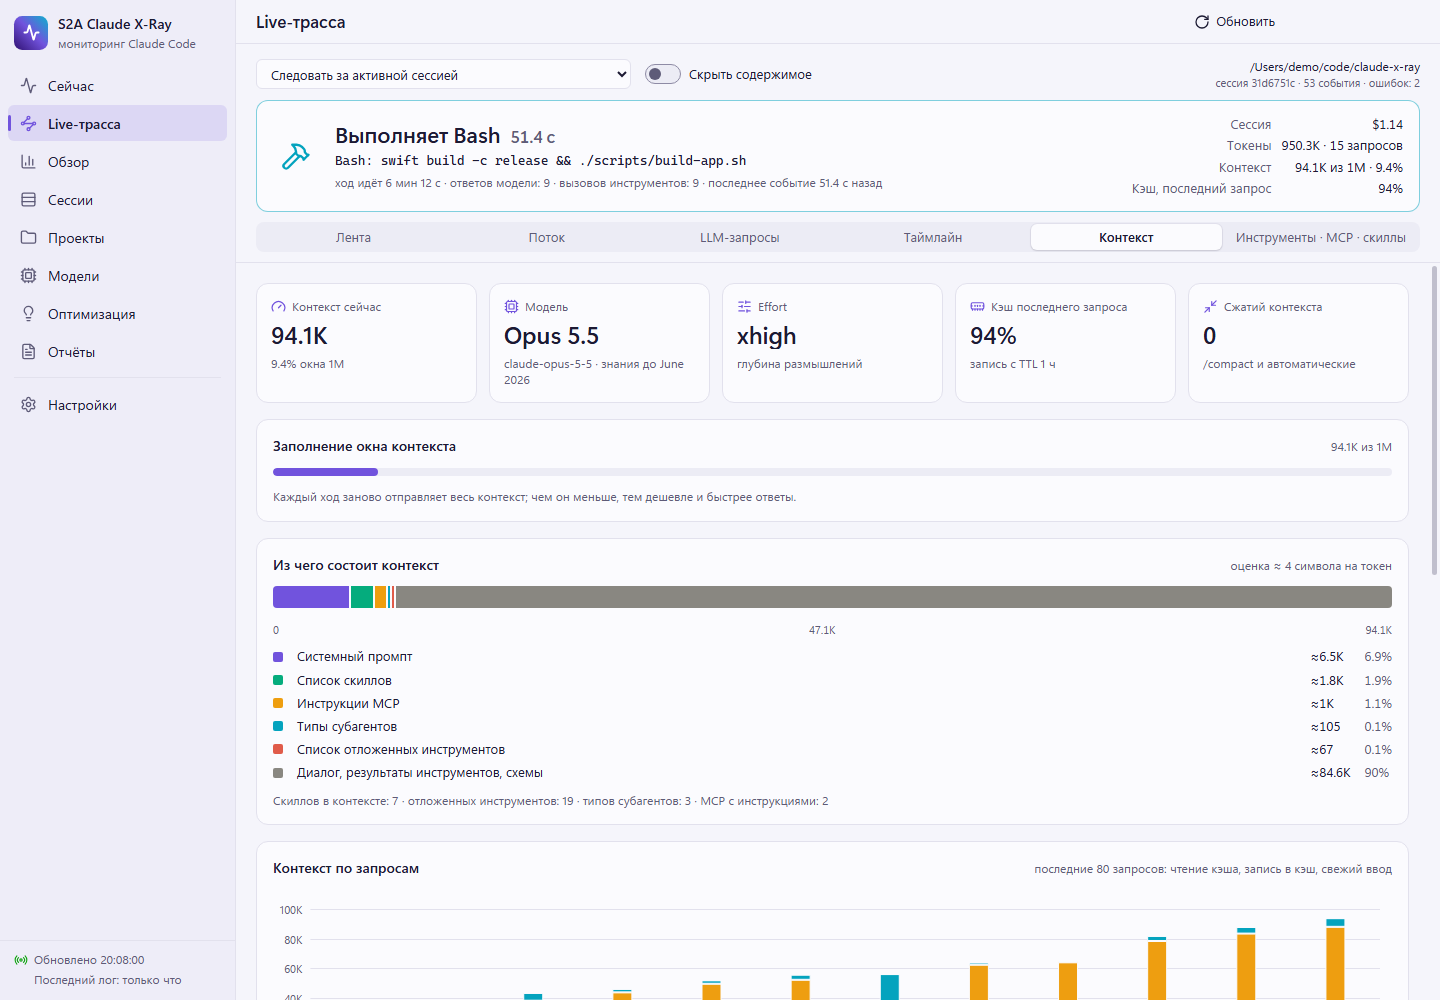 S2A Claude X-Ray
мониторинг Claude Code
Сейчас
Live-трасса
Обзор
Сессии
Проекты
Модели
Оптимизация
Отчёты
Настройки
Обновлено 20:08:00
Последний лог: только что
Live-трасса
Обновить
Следовать за активной сессией
Скрыть содержимое
/Users/demo/code/claude-x-ray
сессия 31d6751c · 53 события · ошибок: 2
Выполняет Bash 51.4 с
Bash: swift build -c release && ./scripts/build-app.sh
ход идёт 6 мин 12 с · ответов модели: 9 · вызовов инструментов: 9 · последнее событие 51.4 с назад
Сессия $1.14
Токены 950.3K · 15 запросов
Контекст 94.1K из 1M · 9.4%
Кэш, последний запрос 94%
Лента
Поток
LLM-запросы
Таймлайн
Контекст
Инструменты · MCP · скиллы
Контекст сейчас
94.1K
9.4% окна 1M
Модель
Opus 5.5
claude-opus-5-5 · знания до June
2026
Effort
xhigh
глубина размышлений
Кэш последнего запроса
94%
запись с TTL 1 ч
Сжатий контекста
0
/compact и автоматические
Заполнение окна контекста
94.1K из 1M
Каждый ход заново отправляет весь контекст; чем он меньше, тем дешевле и быстрее ответы.
Из чего состоит контекст
оценка ≈ 4 символа на токен
0 47.1K 94.1K
Системный промпт ≈6.5K 6.9%
Список скиллов ≈1.8K 1.9%
Инструкции MCP ≈1K 1.1%
Типы субагентов ≈105 0.1%
Список отложенных инструментов ≈67 0.1%
Диалог, результаты инструментов, схемы ≈84.6K 90%
Скиллов в контексте: 7 · отложенных инструментов: 19 · типов субагентов: 3 · MCP с инструкциями: 2
Контекст по запросам
последние 80 запросов: чтение кэша, запись в кэш, свежий ввод
100K
80K
60K
40K